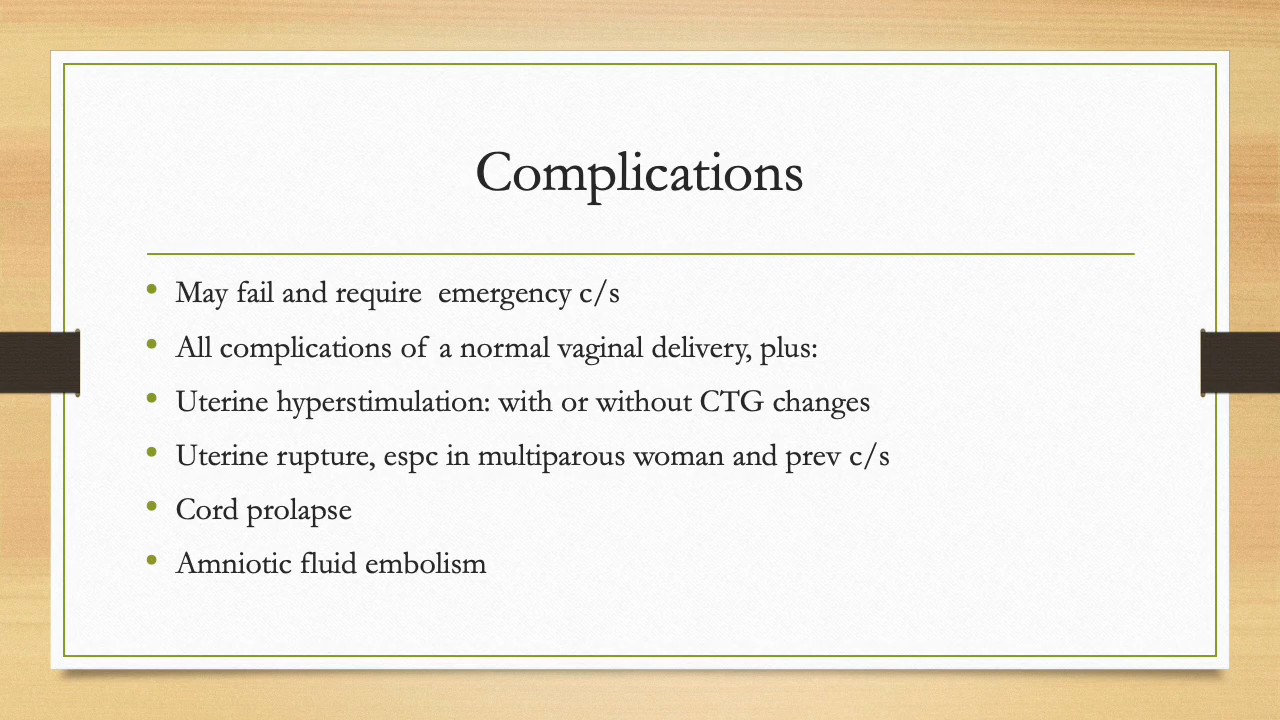 Complications
• May fail and require  emergency c/s
• All complications of a normal vaginal delivery, plus:
• Uterine hyperstimulation: with or without CTG changes
• Uterine rupture, espc in multiparous woman and prev c/s
• Cord prolapse
• Amniotic fluid embolism